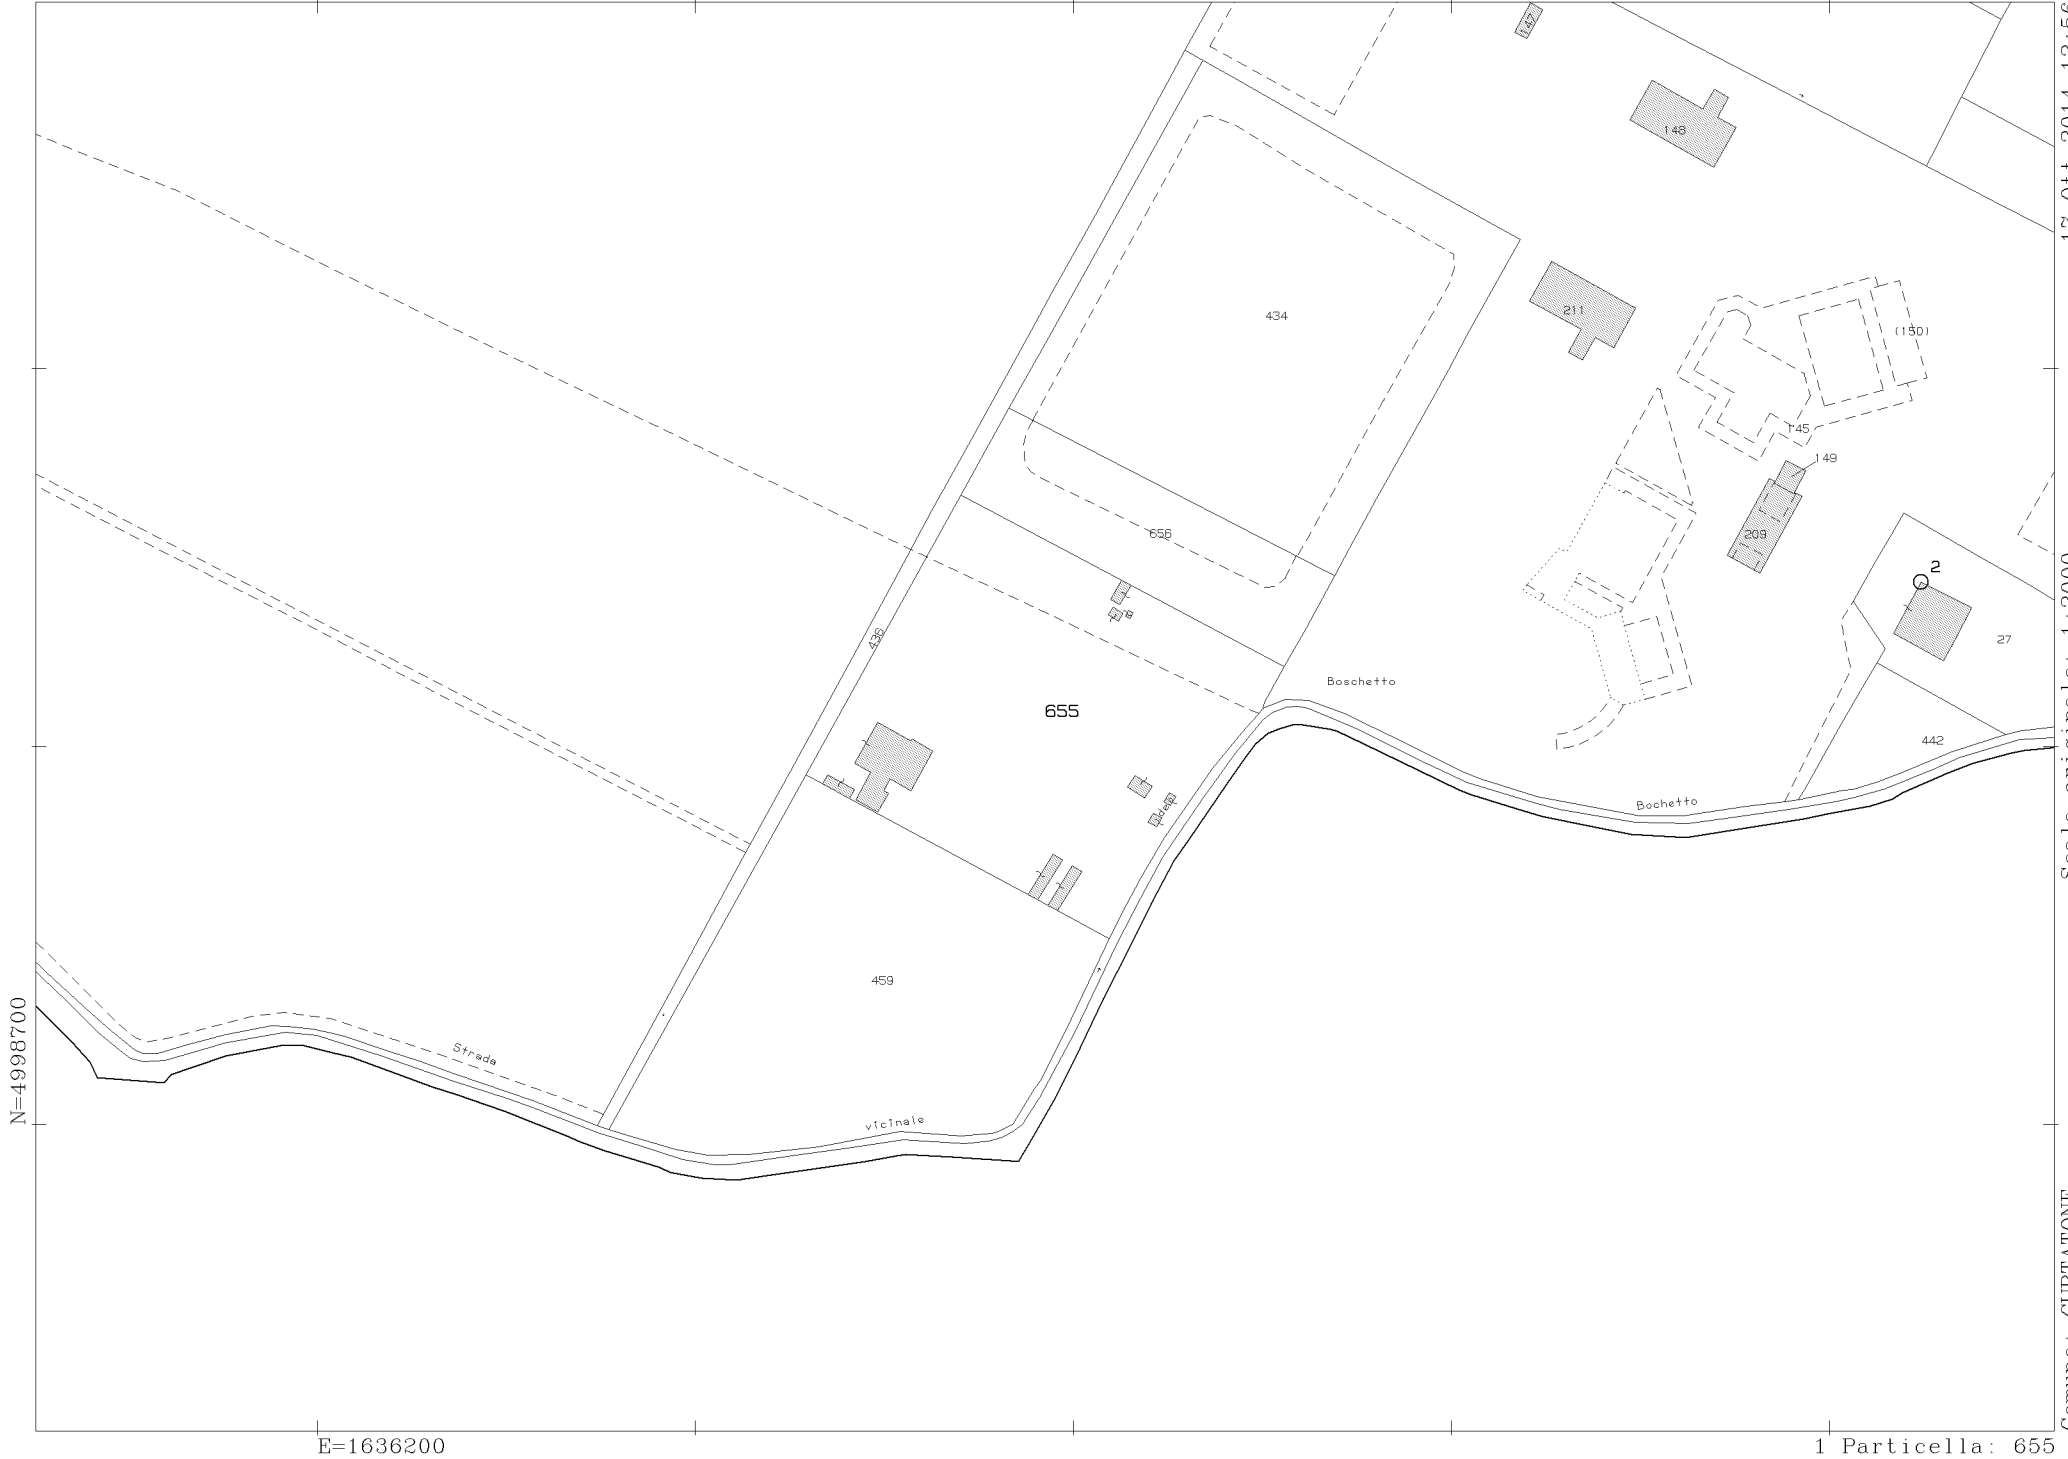 147
148
434
211
(150)
145
149
209
2
656
27
436
Boschetto
655
442
Bochetto
459
Strada
vicinale
N=4998700
E=1636200
1 Particella: 655